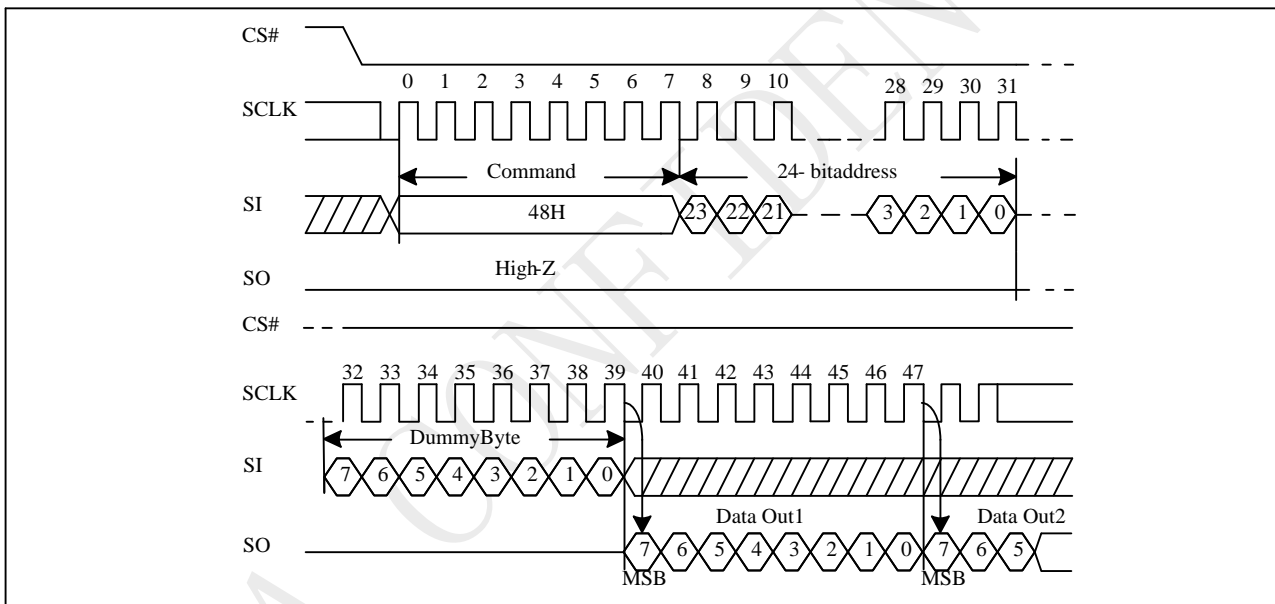 CS#
0 1 2 3 4 5 6 7 8 9 10 28 29 30 31
SCLK
Command 24- bitaddress
SI 48H 23 22 21 3 2 1 0
High-Z
SO
CS#
32 33 34 35 36 37 38 39 40 41 42 43 44 45 46 47
SCLK
DummyByte
SI 7 6 5 4 3 2 1 0
Data Out1 Data Out2
SO 7 6 5 4 3 2 1 0 7 6 5
MSB MSB